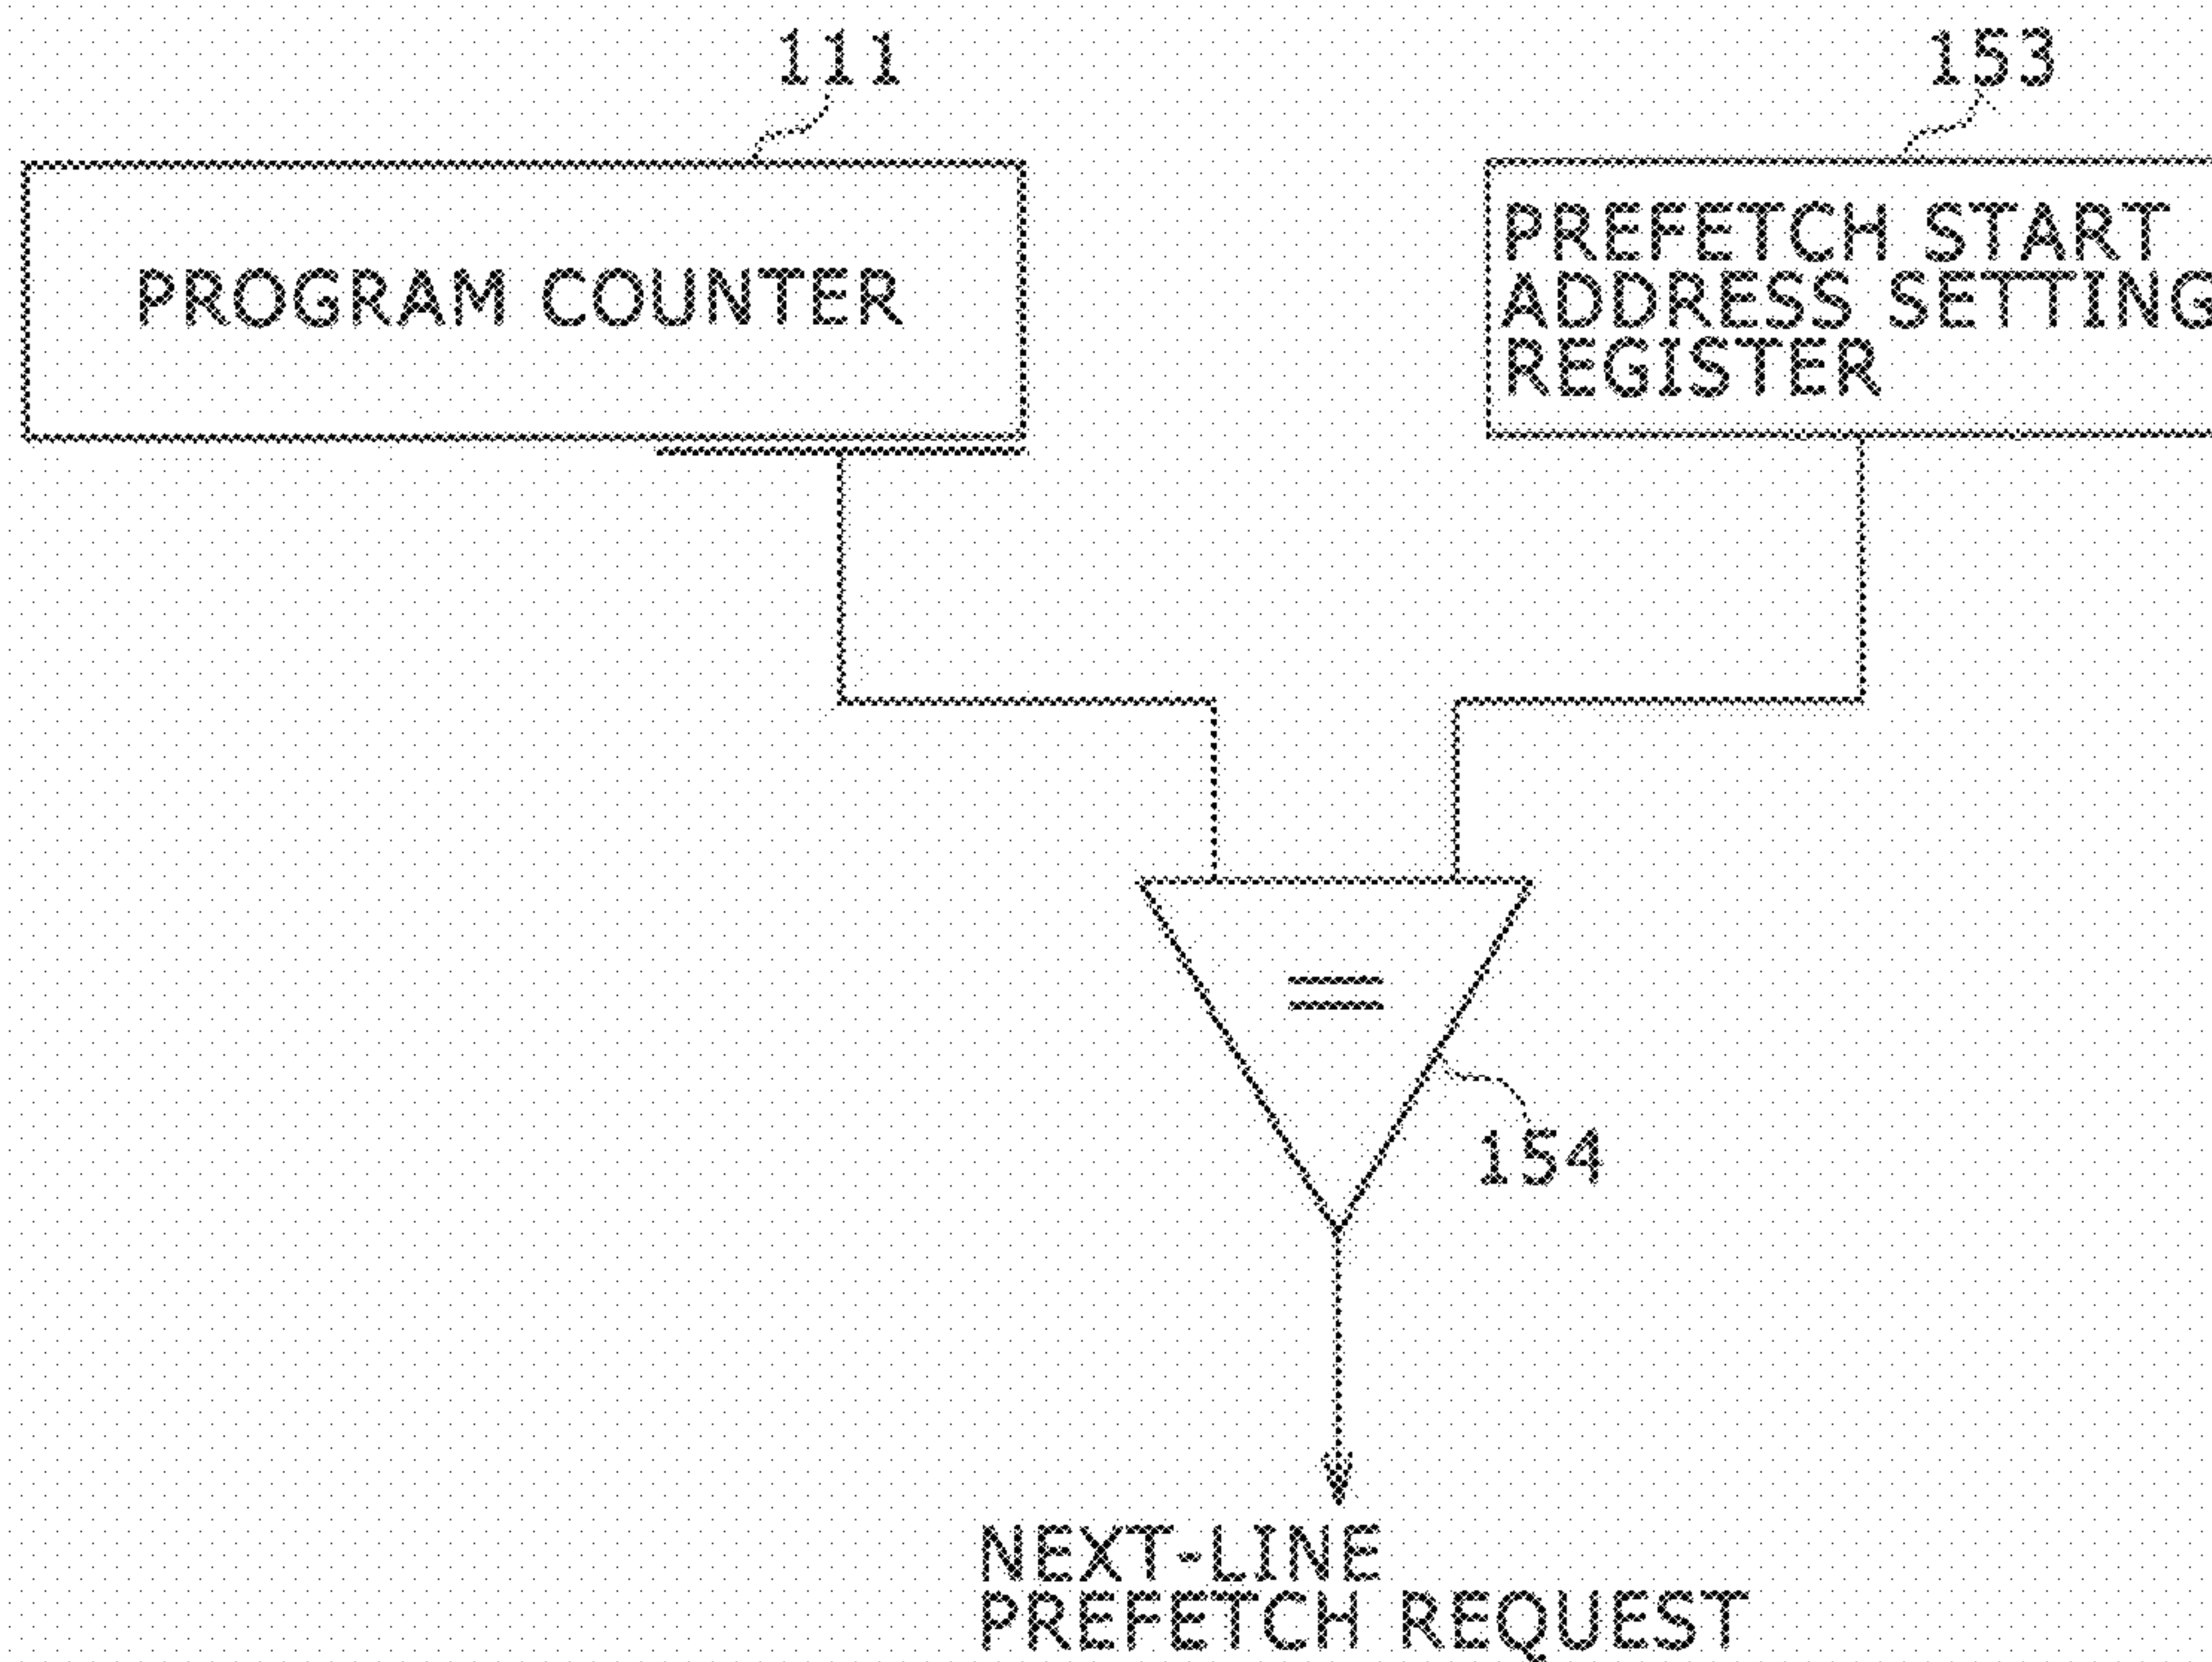 111
153
PROGRAM COUNTER
PREFETCH START
ADDRESS SETTING
REGISTER
=
154
NEXT-LINE
PREFETCH REQUEST